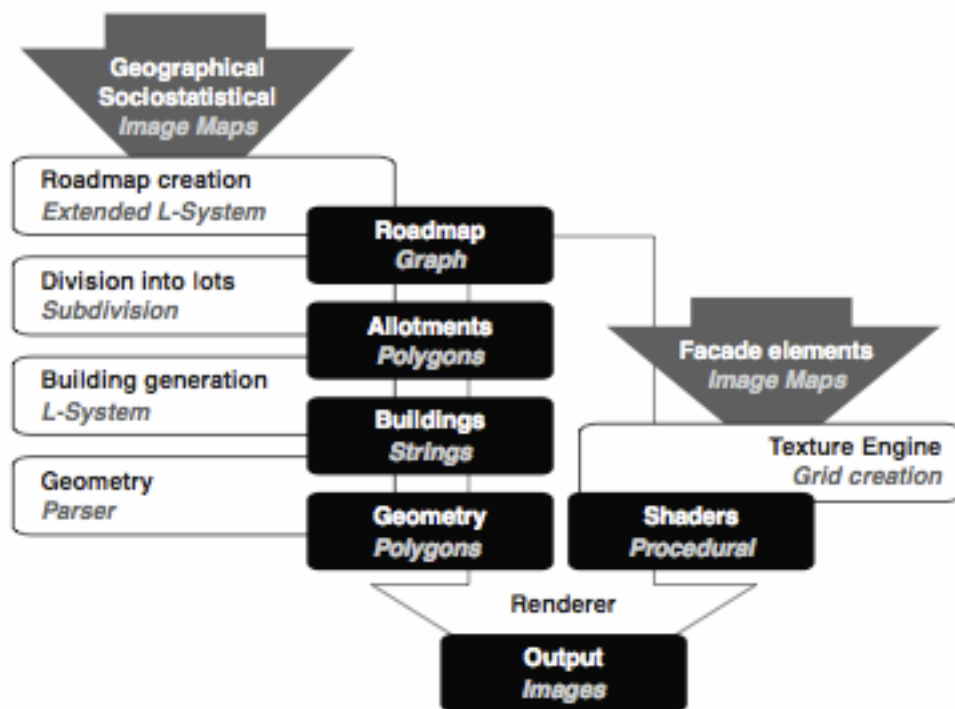 Geographical
Sociostatistical
Image Maps
Roadmap creation
Extended L-System
Roadmap
Graph
Division into lots
Subdivision
Allotments
Polygons
Facade elements
Image Maps
Building generation
L-System
Buildings
Strings
Texture Engine
Grid creation
Geometry
Parser
Geometry
Polygons
Shaders
Procedural
Renderer
Output
Images